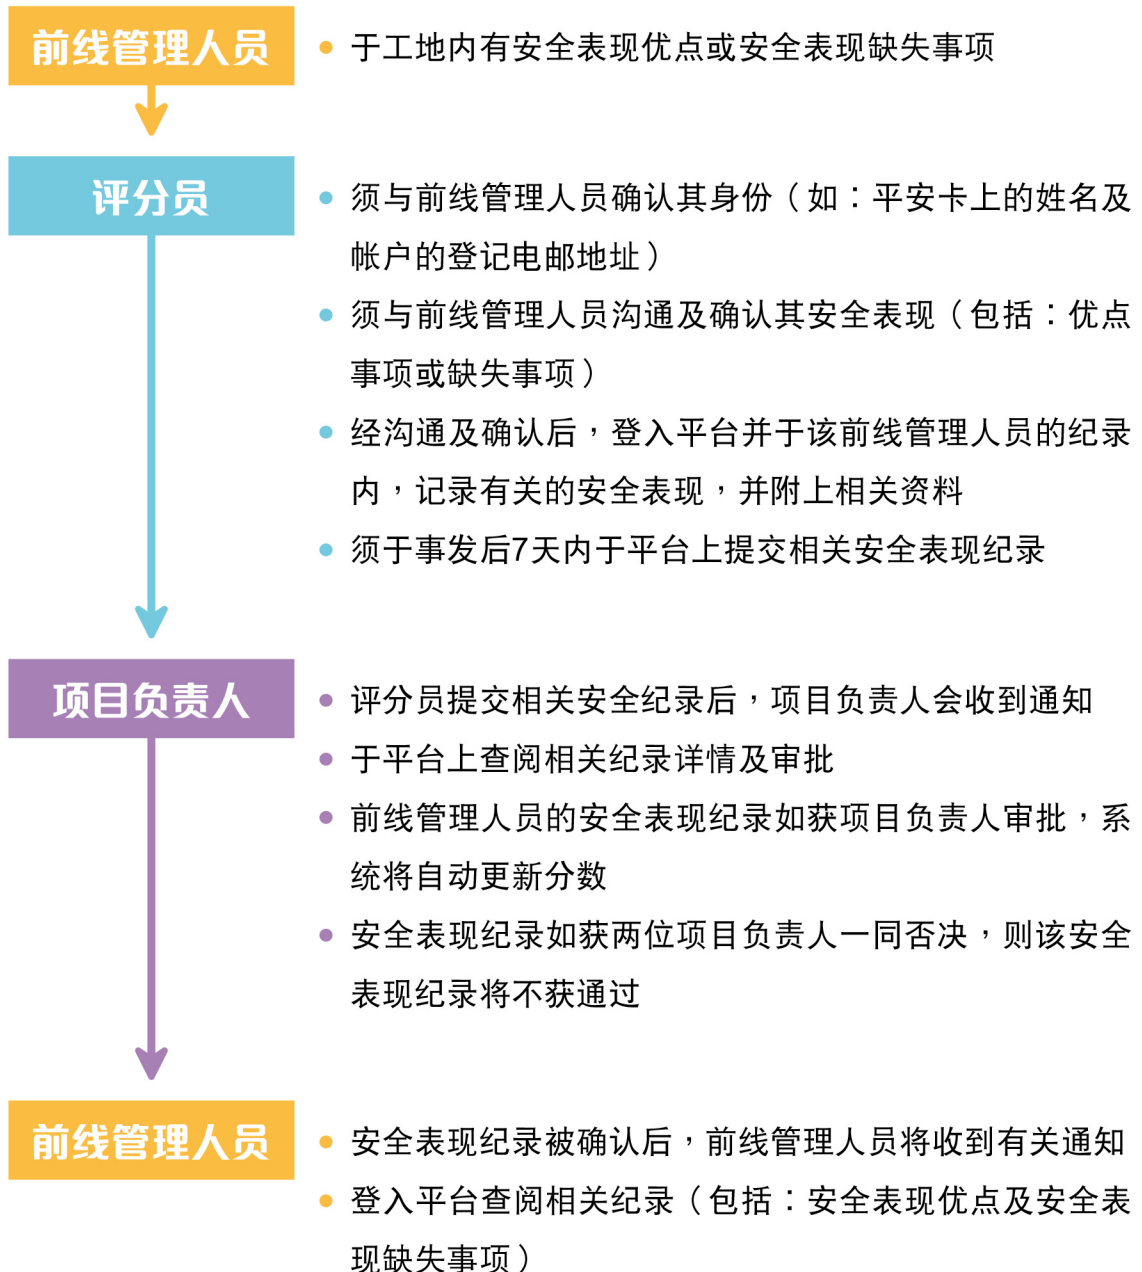 前线管理人员
于工地内有安全表现优点或安全表现缺失事项
评分员
须与前线管理人员确认其身份（如：平安卡上的姓名及
帐户的登记电邮地址）
须与前线管理人员沟通及确认其安全表现（包括：优点
事项或缺失事项）
经沟通及确认后，登入平台并于该前线管理人员的纪录
内，记录有关的安全表现，并附上相关资料
须于事发后7天内于平台上提交相关安全表现纪录
项目负责人
评分员提交相关安全纪录后，项目负责人会收到通知
于平台上查阅相关纪录详情及审批
前线管理人员的安全表现纪录如获项目负责人审批，系
统将自动更新分数
安全表现纪录如获两位项目负责人一同否决，则该安全
表现纪录将不获通过
前线管理人员
安全表现纪录被确认后，前线管理人员将收到有关通知
登入平台查阅相关纪录（包括：安全表现优点及安全表
现缺失事项）